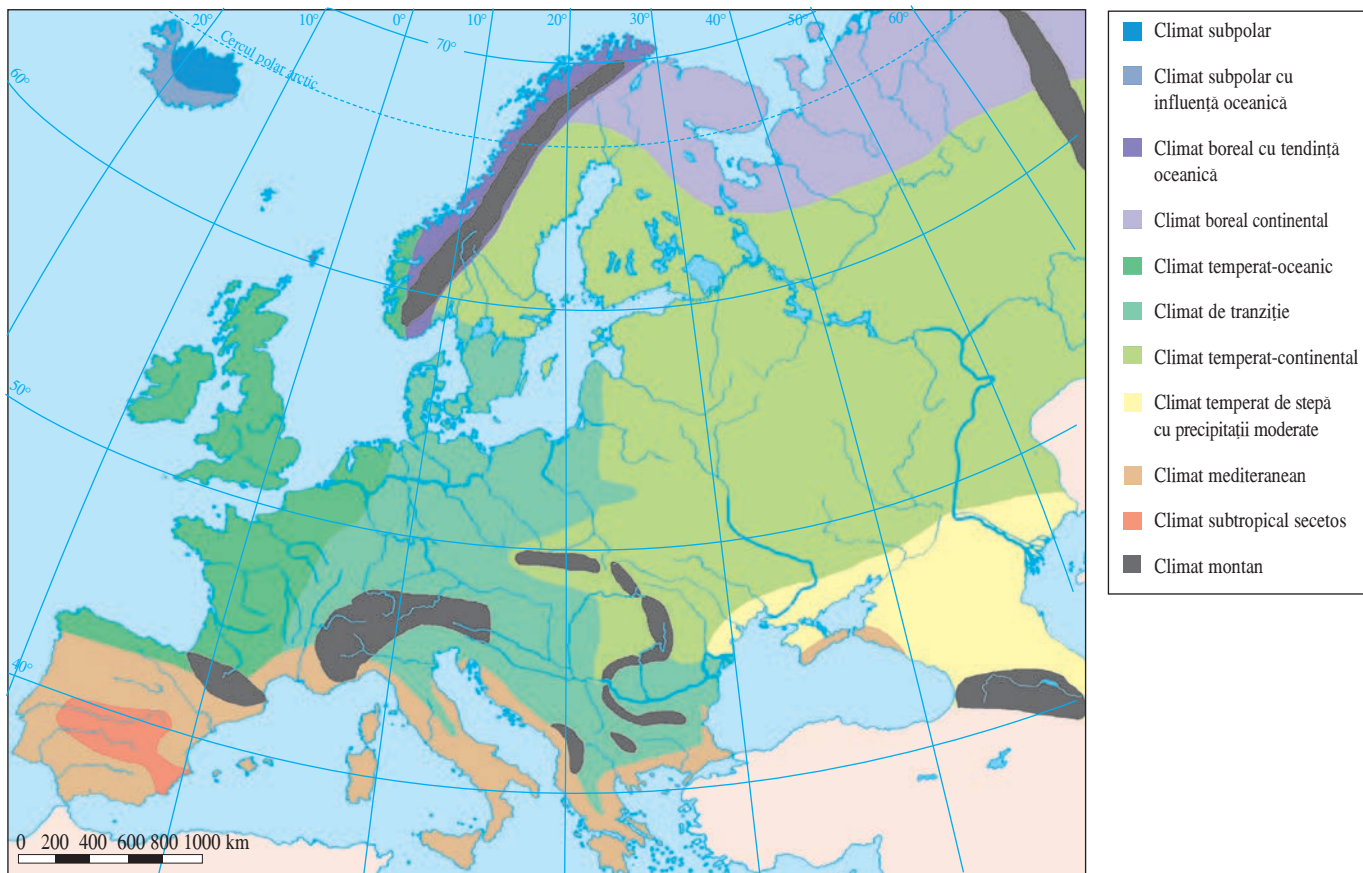 20°
10°
0°
10°
20°
30°
40°
50°
60°
70°
Cercul polar arctic
60°
50°
40°
0 200 400 600 800 1000 km
Climat subpolar
Climat subpolar cu
influență oceanică
Climat boreal cu tendință
oceanică
Climat boreal continental
Climat temperat-oceanic
Climat de tranziție
Climat temperat-continental
Climat temperat de stepă
cu precipitații moderate
Climat mediteranean
Climat subtropical secetos
Climat montan